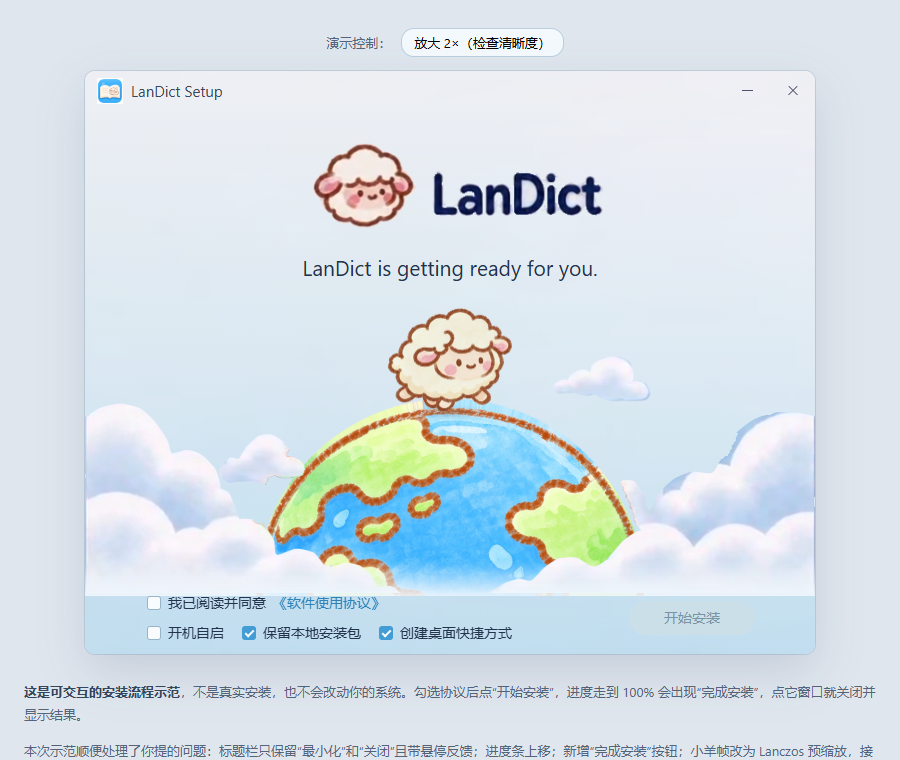 演示控制： 放大 2×（检查清晰度）
LanDict Setup
LanDict
LanDict is getting ready for you.
我已阅读并同意 《软件使用协议》
开机自启 保留本地安装包 创建桌面快捷方式
开始安装
这是可交互的安装流程示范，不是真实安装，也不会改动你的系统。勾选协议后点“开始安装”，进度走到 100% 会出现“完成安装”，点它窗口就关闭并
显示结果。
本次示范顺便处理了你提的问题：标题栏只保留“最小化”和“关闭”且带悬停反馈；进度条上移；新增“完成安装”按钮；小羊帧改为 Lanczos 预缩放，接